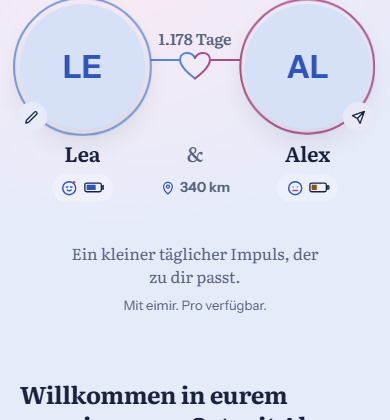 1.178 Tage
LE
AL
Lea
&
Alex
340 km
Ein kleiner täglicher Impuls, der
zu dir passt.
Mit eimir. Pro verfügbar.
Willkommen in eurem